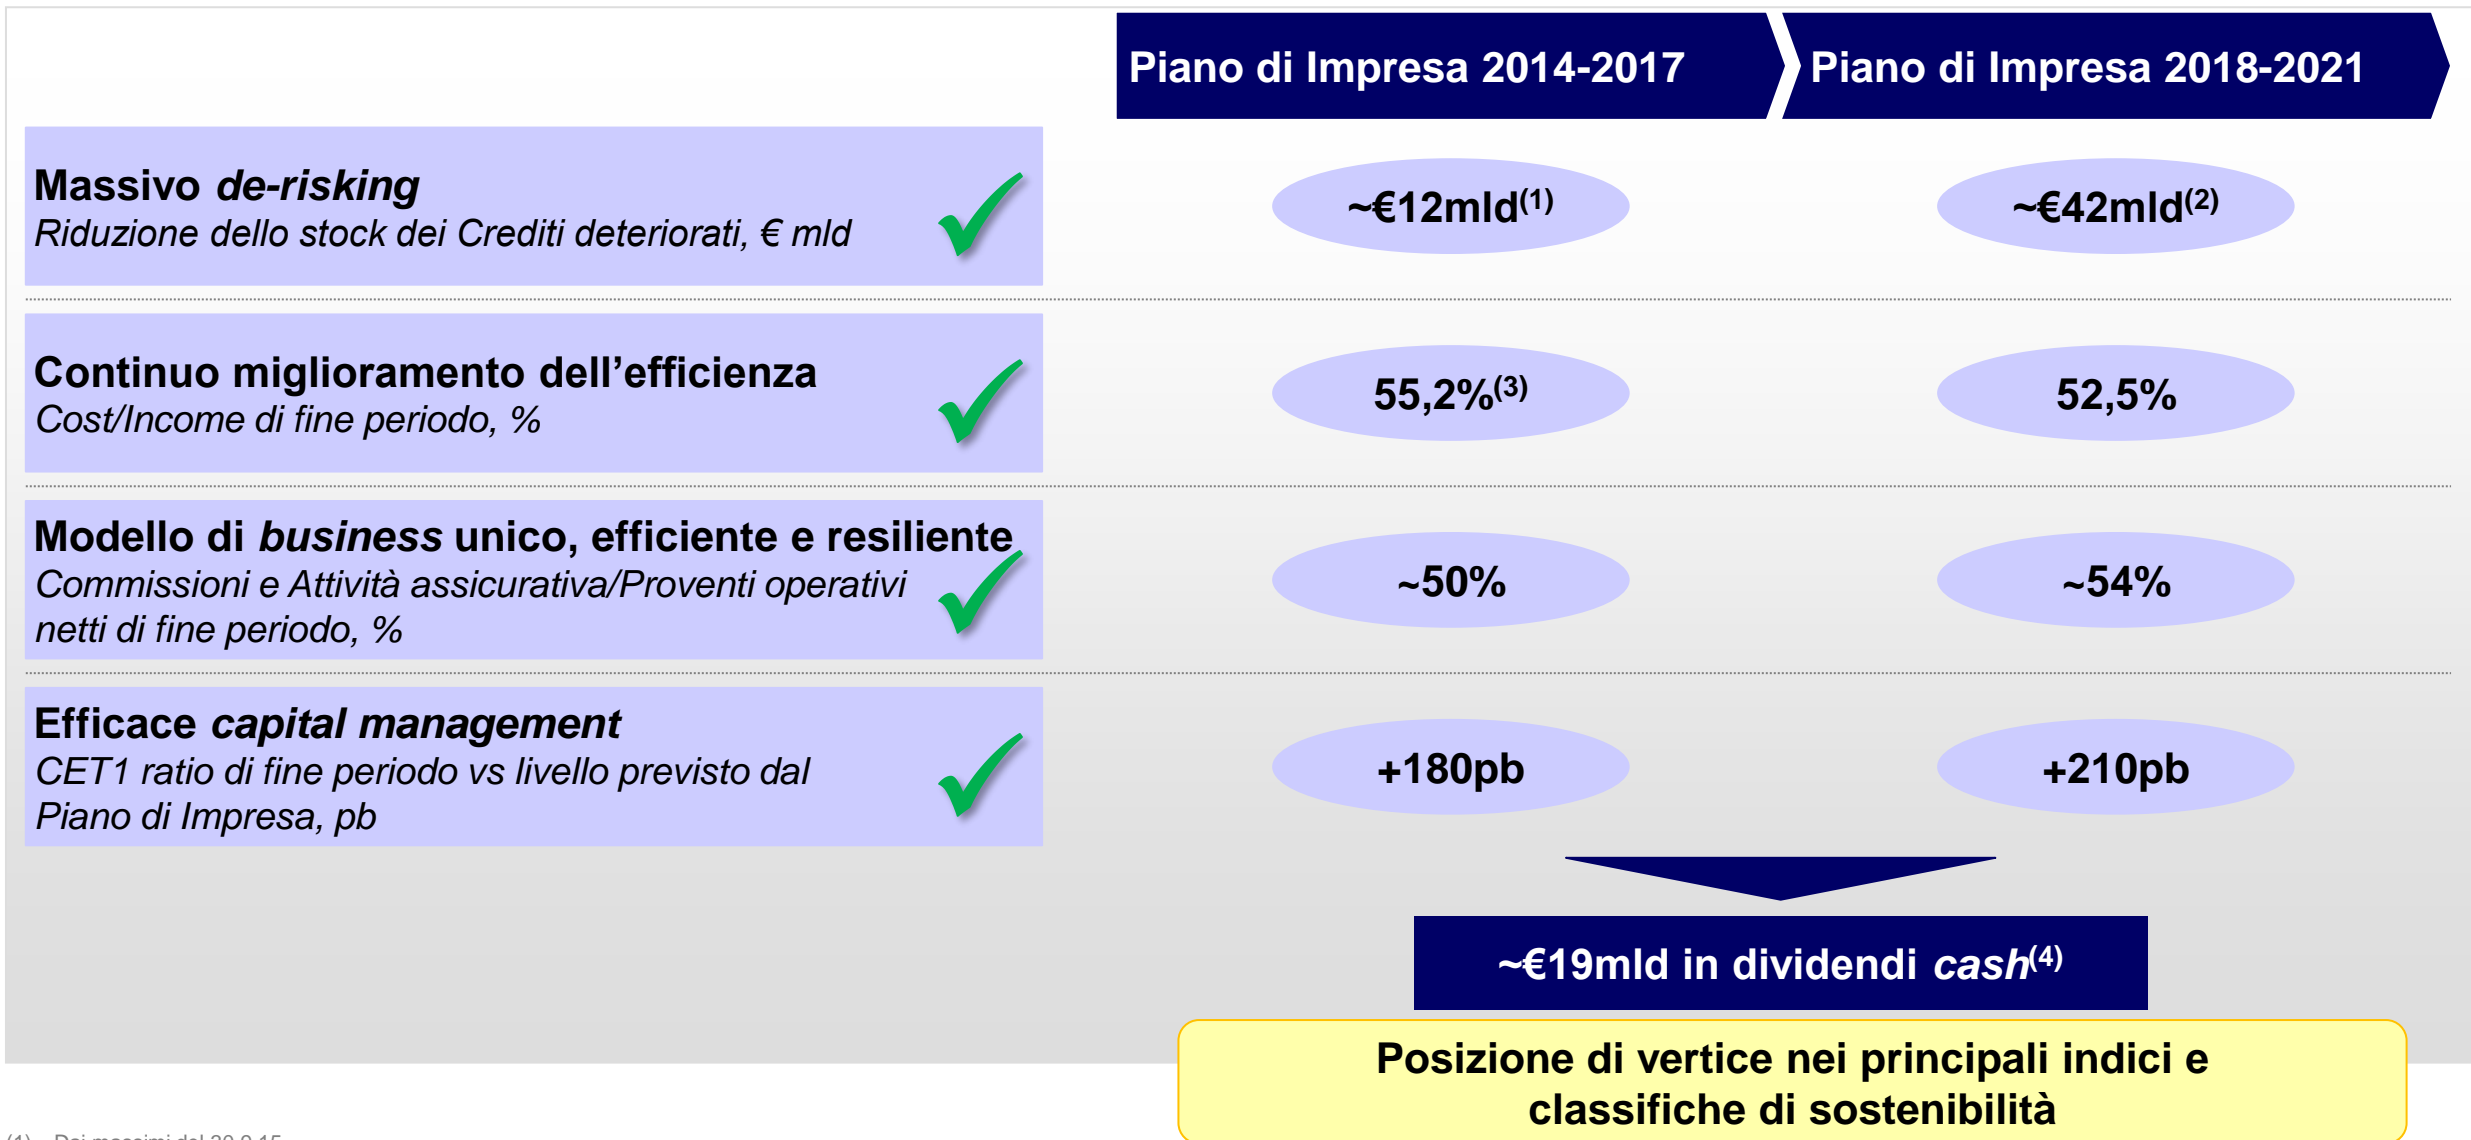 Piano di Impresa 2014-2017
Piano di Impresa 2018-2021
Massivo de-risking
Riduzione dello stock dei Crediti deteriorati, € mld
~€12mld(1)
~€42mld(2)
Continuo miglioramento dell’efficienza
Cost/Income di fine periodo, %
55,2%(3)
52,5%
Modello di business unico, efficiente e resiliente
Commissioni e Attività assicurativa/Proventi operativi
netti di fine periodo, %
~50%
~54%
Efficace capital management
CET1 ratio di fine periodo vs livello previsto dal
Piano di Impresa, pb
+180pb
+210pb
~€19mld in dividendi cash(4)
Posizione di vertice nei principali indici e
classifiche di sostenibilità